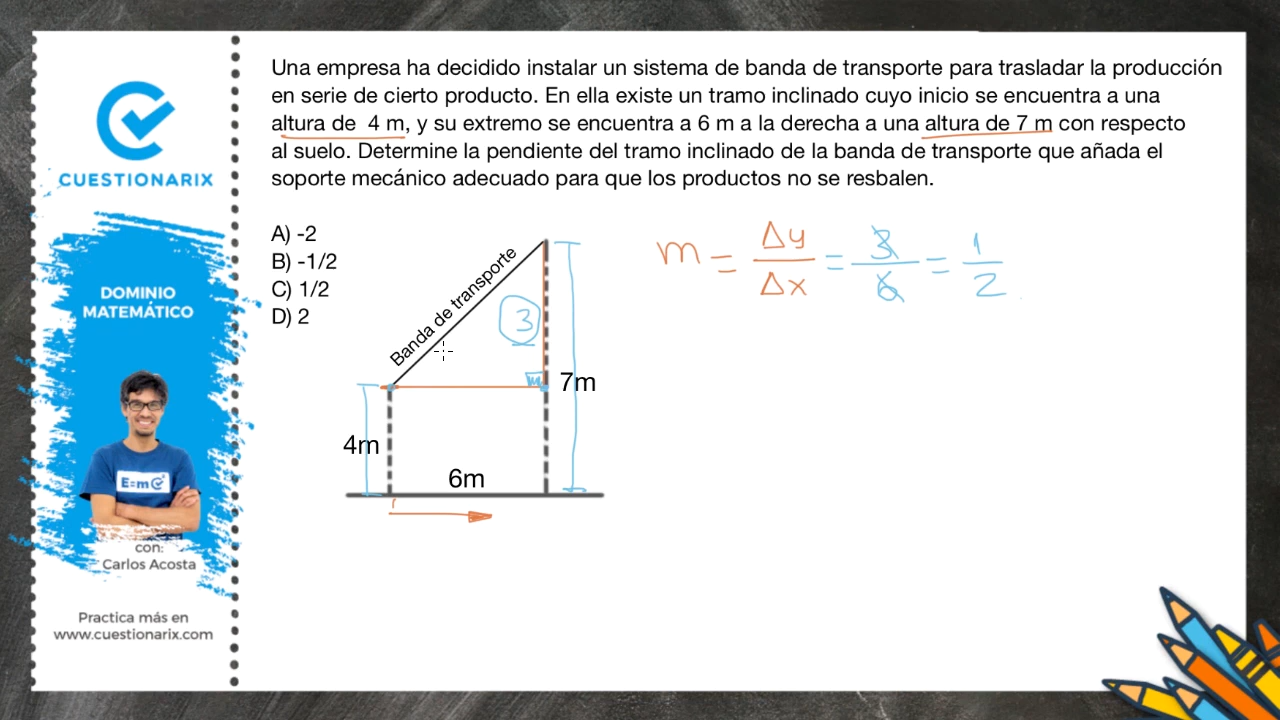 Una empresa ha decidido instalar un sistema de banda de transporte para trasladar la producción
en serie de cierto producto. En ella existe un tramo inclinado cuyo inicio se encuentra a una
altura de  4 m, y su extremo se encuentra a 6 m a la derecha a una altura de 7 m con respecto
al suelo. Determine la pendiente del tramo inclinado de la banda de transporte que añada el
soporte mecánico adecuado para que los productos no se resbalen.
A) -2
B) -1/2
C) 1/2
D) 2
Banda de transporte
3
7m
4m
6m
m = Δy/Δx = 3/6 = 1/2
CUESTIONARIX
DOMINIO
MATEMÁTICO
E=mC²
con:
Carlos Acosta
Practica más en
www.cuestionarix.com